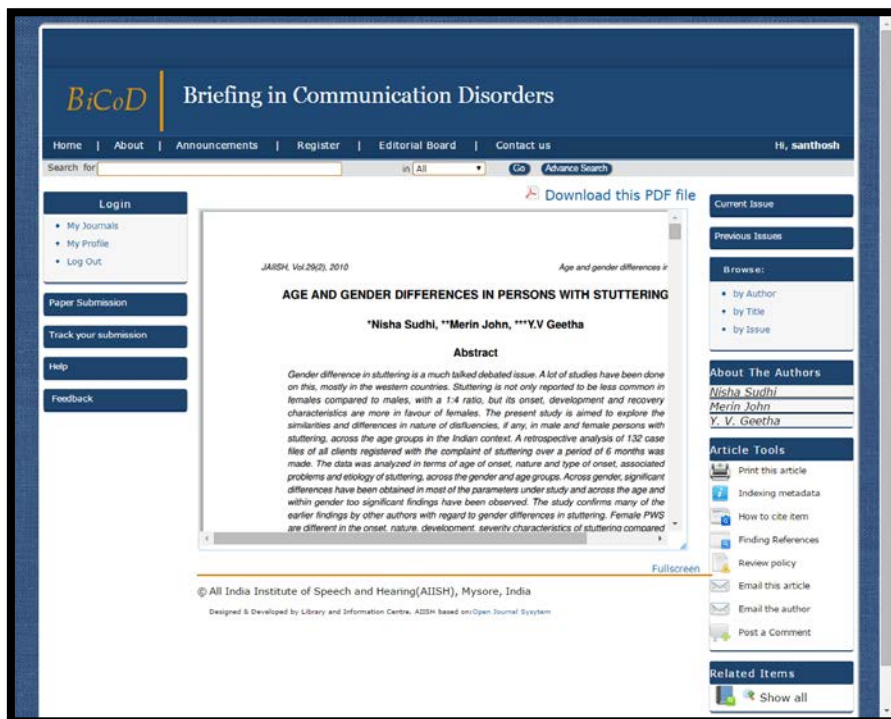 BiCoD
Briefing in Communication Disorders
Home | About | Announcements | Register | Editorial Board | Contact us
Hi, santhosh
Search for in All Go Advance Search
Login
My Journals
My Profile
Log Out
Paper Submission
Track your submission
Help
Feedback
Download this PDF file
JAIISH, Vol.29(2), 2010 Age and gender differences in
AGE AND GENDER DIFFERENCES IN PERSONS WITH STUTTERING
*Nisha Sudhi, **Merin John, ***Y.V Geetha
Abstract
Gender difference in stuttering is a much talked debated issue. A lot of studies have been done
on this, mostly in the western countries. Stuttering is not only reported to be less common in
females compared to males, with a 1:4 ratio, but its onset, development and recovery
characteristics are more in favour of females. The present study is aimed to explore the
similarities and differences in nature of disfluencies, if any, in male and female persons with
stuttering, across the age groups in the Indian context. A retrospective analysis of 132 case
files of all clients registered with the complaint of stuttering over a period of 6 months was
made. The data was analyzed in terms of age of onset, nature and type of onset, associated
problems and etiology of stuttering, across the gender and age groups. Across gender, significant
differences have been obtained in most of the parameters under study and across the age and
within gender too significant findings have been observed. The study confirms many of the
earlier findings by other authors with regard to gender differences in stuttering. Female PWS
are different in the onset, nature, development, severity characteristics of stuttering compared
Fullscreen
© All India Institute of Speech and Hearing(AIISH), Mysore, India
Designed & Developed by Library and Information Centre, AIISH based on:Open Journal Sysytem
Current Issue
Previous Issues
Browse:
by Author
by Title
by Issue
About The Authors
Nisha Sudhi
Merin John
Y. V. Geetha
Article Tools
Print this article
Indexing metadata
How to cite item
Finding References
Review policy
Email this article
Email the author
Post a Comment
Related Items
Show all